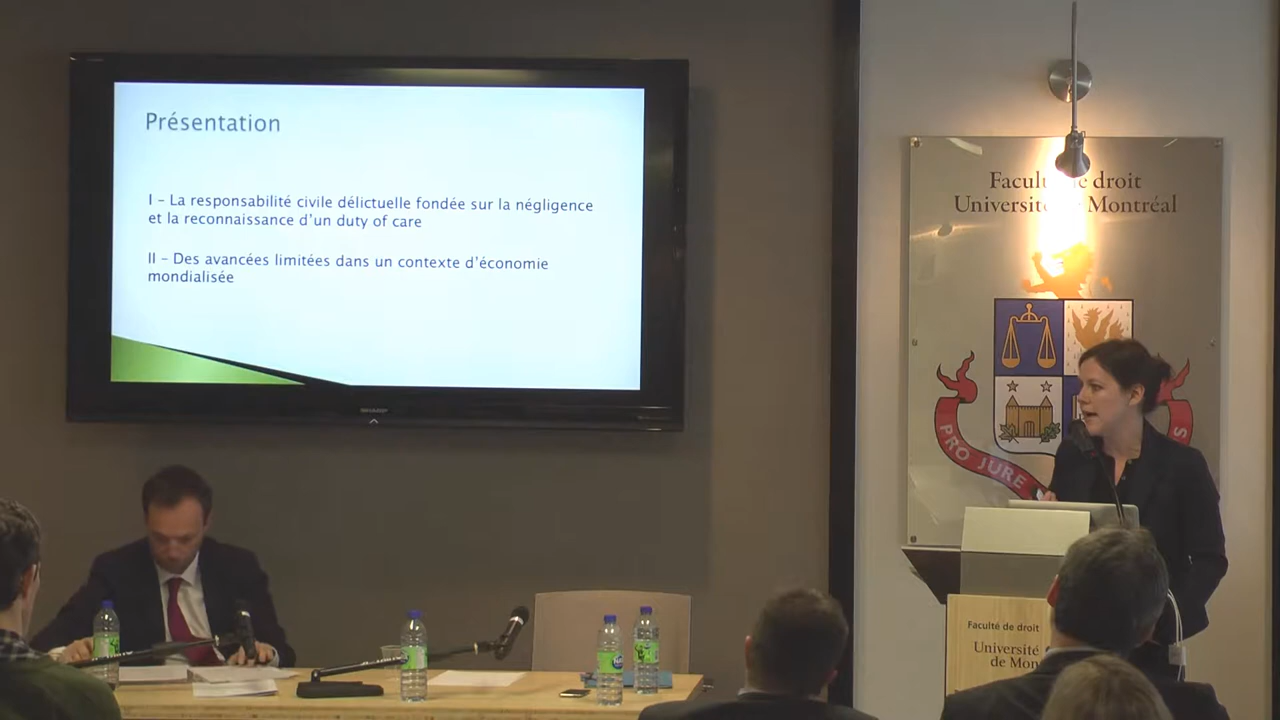 Présentation
I – La responsabilité civile délictuelle fondée sur la négligence
et la reconnaissance d'un duty of care
II – Des avancées limitées dans un contexte d'économie
mondialisée
SHARP
Faculté de droit
Université Montréal
PRO JURE
S
Faculté de droit
Université
de Mon